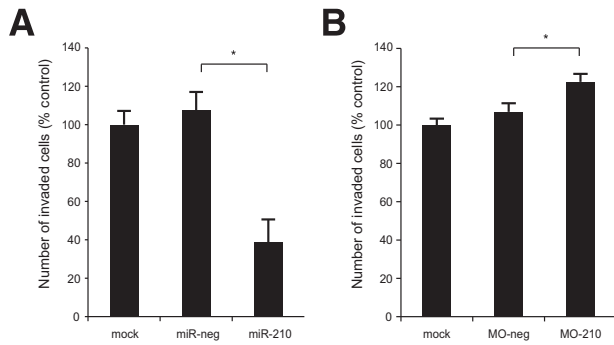 A
Number of invaded cells (% control)
140
120
100
80
60
40
20
0
*
mock
miR-neg
miR-210
B
Number of invaded cells (% control)
140
120
100
80
60
40
20
0
*
mock
MO-neg
MO-210